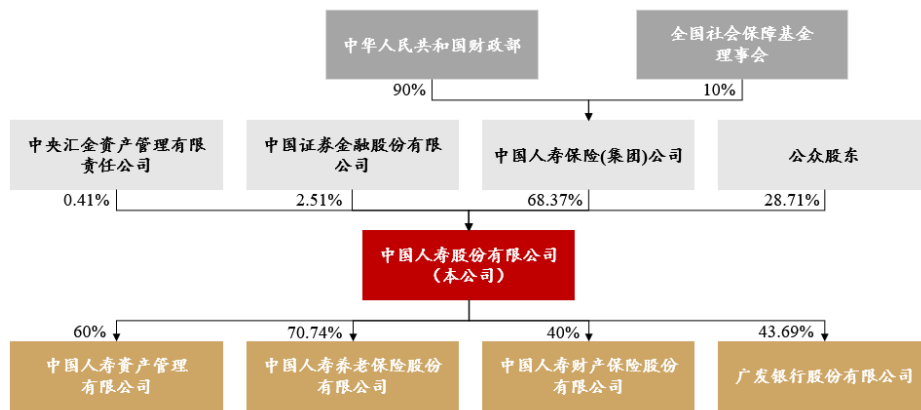 中华人民共和国财政部
全国社会保障基金
理事会
90%
10%
中央汇金资产管理有限
责任公司
中国证券金融股份有限
公司
中国人寿保险(集团)公司
公众股东
0.41%
2.51%
68.37%
28.71%
中国人寿股份有限公司
（本公司）
60%
70.74%
40%
43.69%
中国人寿资产管理
有限公司
中国人寿养老保险股份
有限公司
中国人寿财产保险股份
有限公司
广发银行股份有限公司